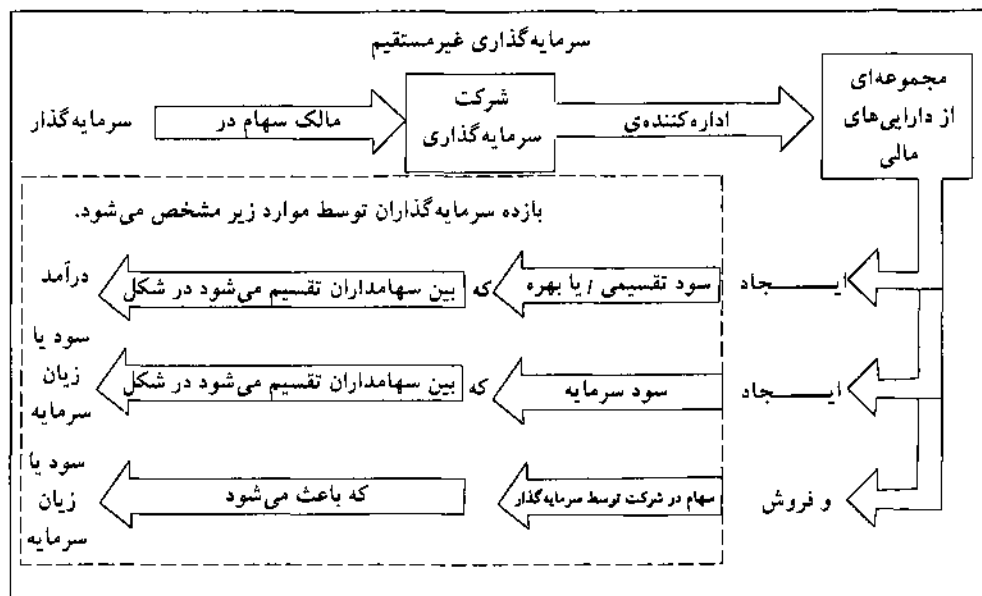 سرمایه‌گذاری غیرمستقیم
سرمایه‌گذار
مالک سهام در
شرکت
سرمایه‌گذاری
اداره‌کننده‌ی
مجموعه‌ای
از دارایی‌های
مالی
بازده سرمایه‌گذاران توسط موارد زیر مشخص می‌شود.
ایـــــجاد
سود تقسیمی / یا بهره
که
بین سهامداران تقسیم می‌شود در شکل
درآمد
ایـــــجاد
سود سرمایه
که
بین سهامداران تقسیم می‌شود در شکل
سود یا
زیان
سرمایه
و فروش
سهام در شرکت توسط سرمایه‌گذار
که باعث می‌شود
سود یا
زیان
سرمایه